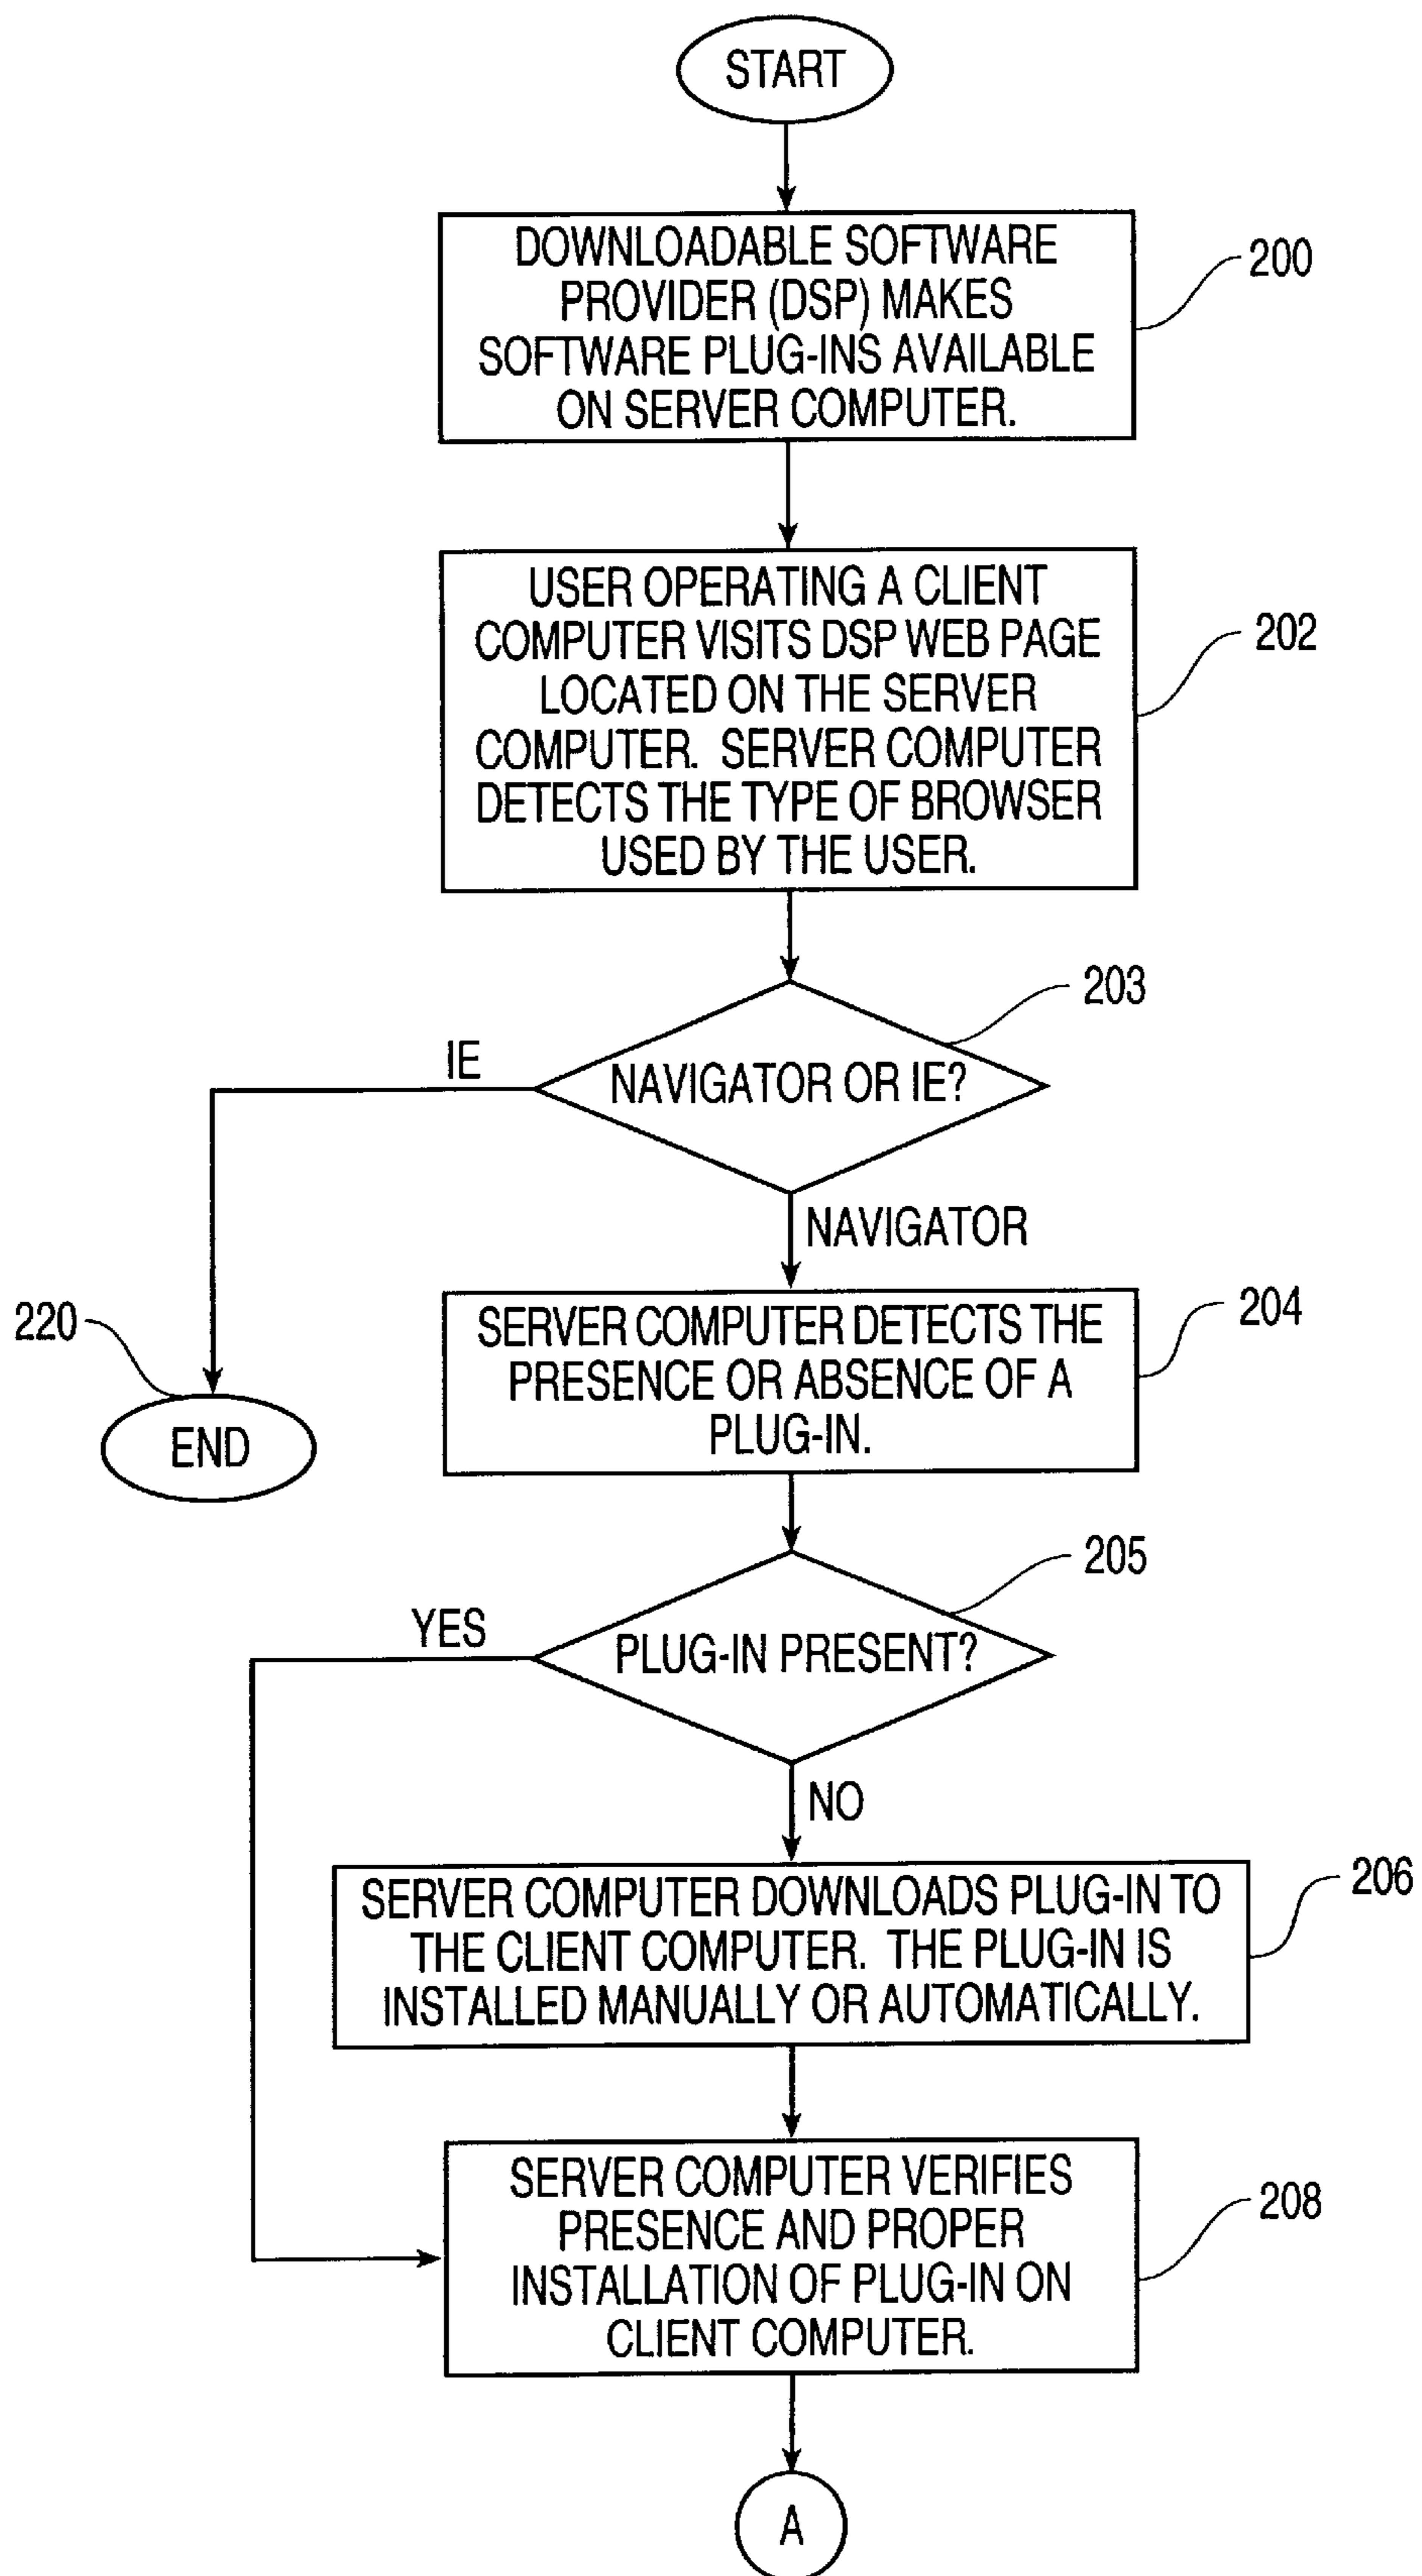 START
DOWNLOADABLE SOFTWARE
PROVIDER (DSP) MAKES
SOFTWARE PLUG-INS AVAILABLE
ON SERVER COMPUTER.
200
USER OPERATING A CLIENT
COMPUTER VISITS DSP WEB PAGE
LOCATED ON THE SERVER
COMPUTER. SERVER COMPUTER
DETECTS THE TYPE OF BROWSER
USED BY THE USER.
202
203
NAVIGATOR OR IE?
IE
NAVIGATOR
220
END
SERVER COMPUTER DETECTS THE
PRESENCE OR ABSENCE OF A
PLUG-IN.
204
205
PLUG-IN PRESENT?
YES
NO
SERVER COMPUTER DOWNLOADS PLUG-IN TO
THE CLIENT COMPUTER. THE PLUG-IN IS
INSTALLED MANUALLY OR AUTOMATICALLY.
206
SERVER COMPUTER VERIFIES
PRESENCE AND PROPER
INSTALLATION OF PLUG-IN ON
CLIENT COMPUTER.
208
A